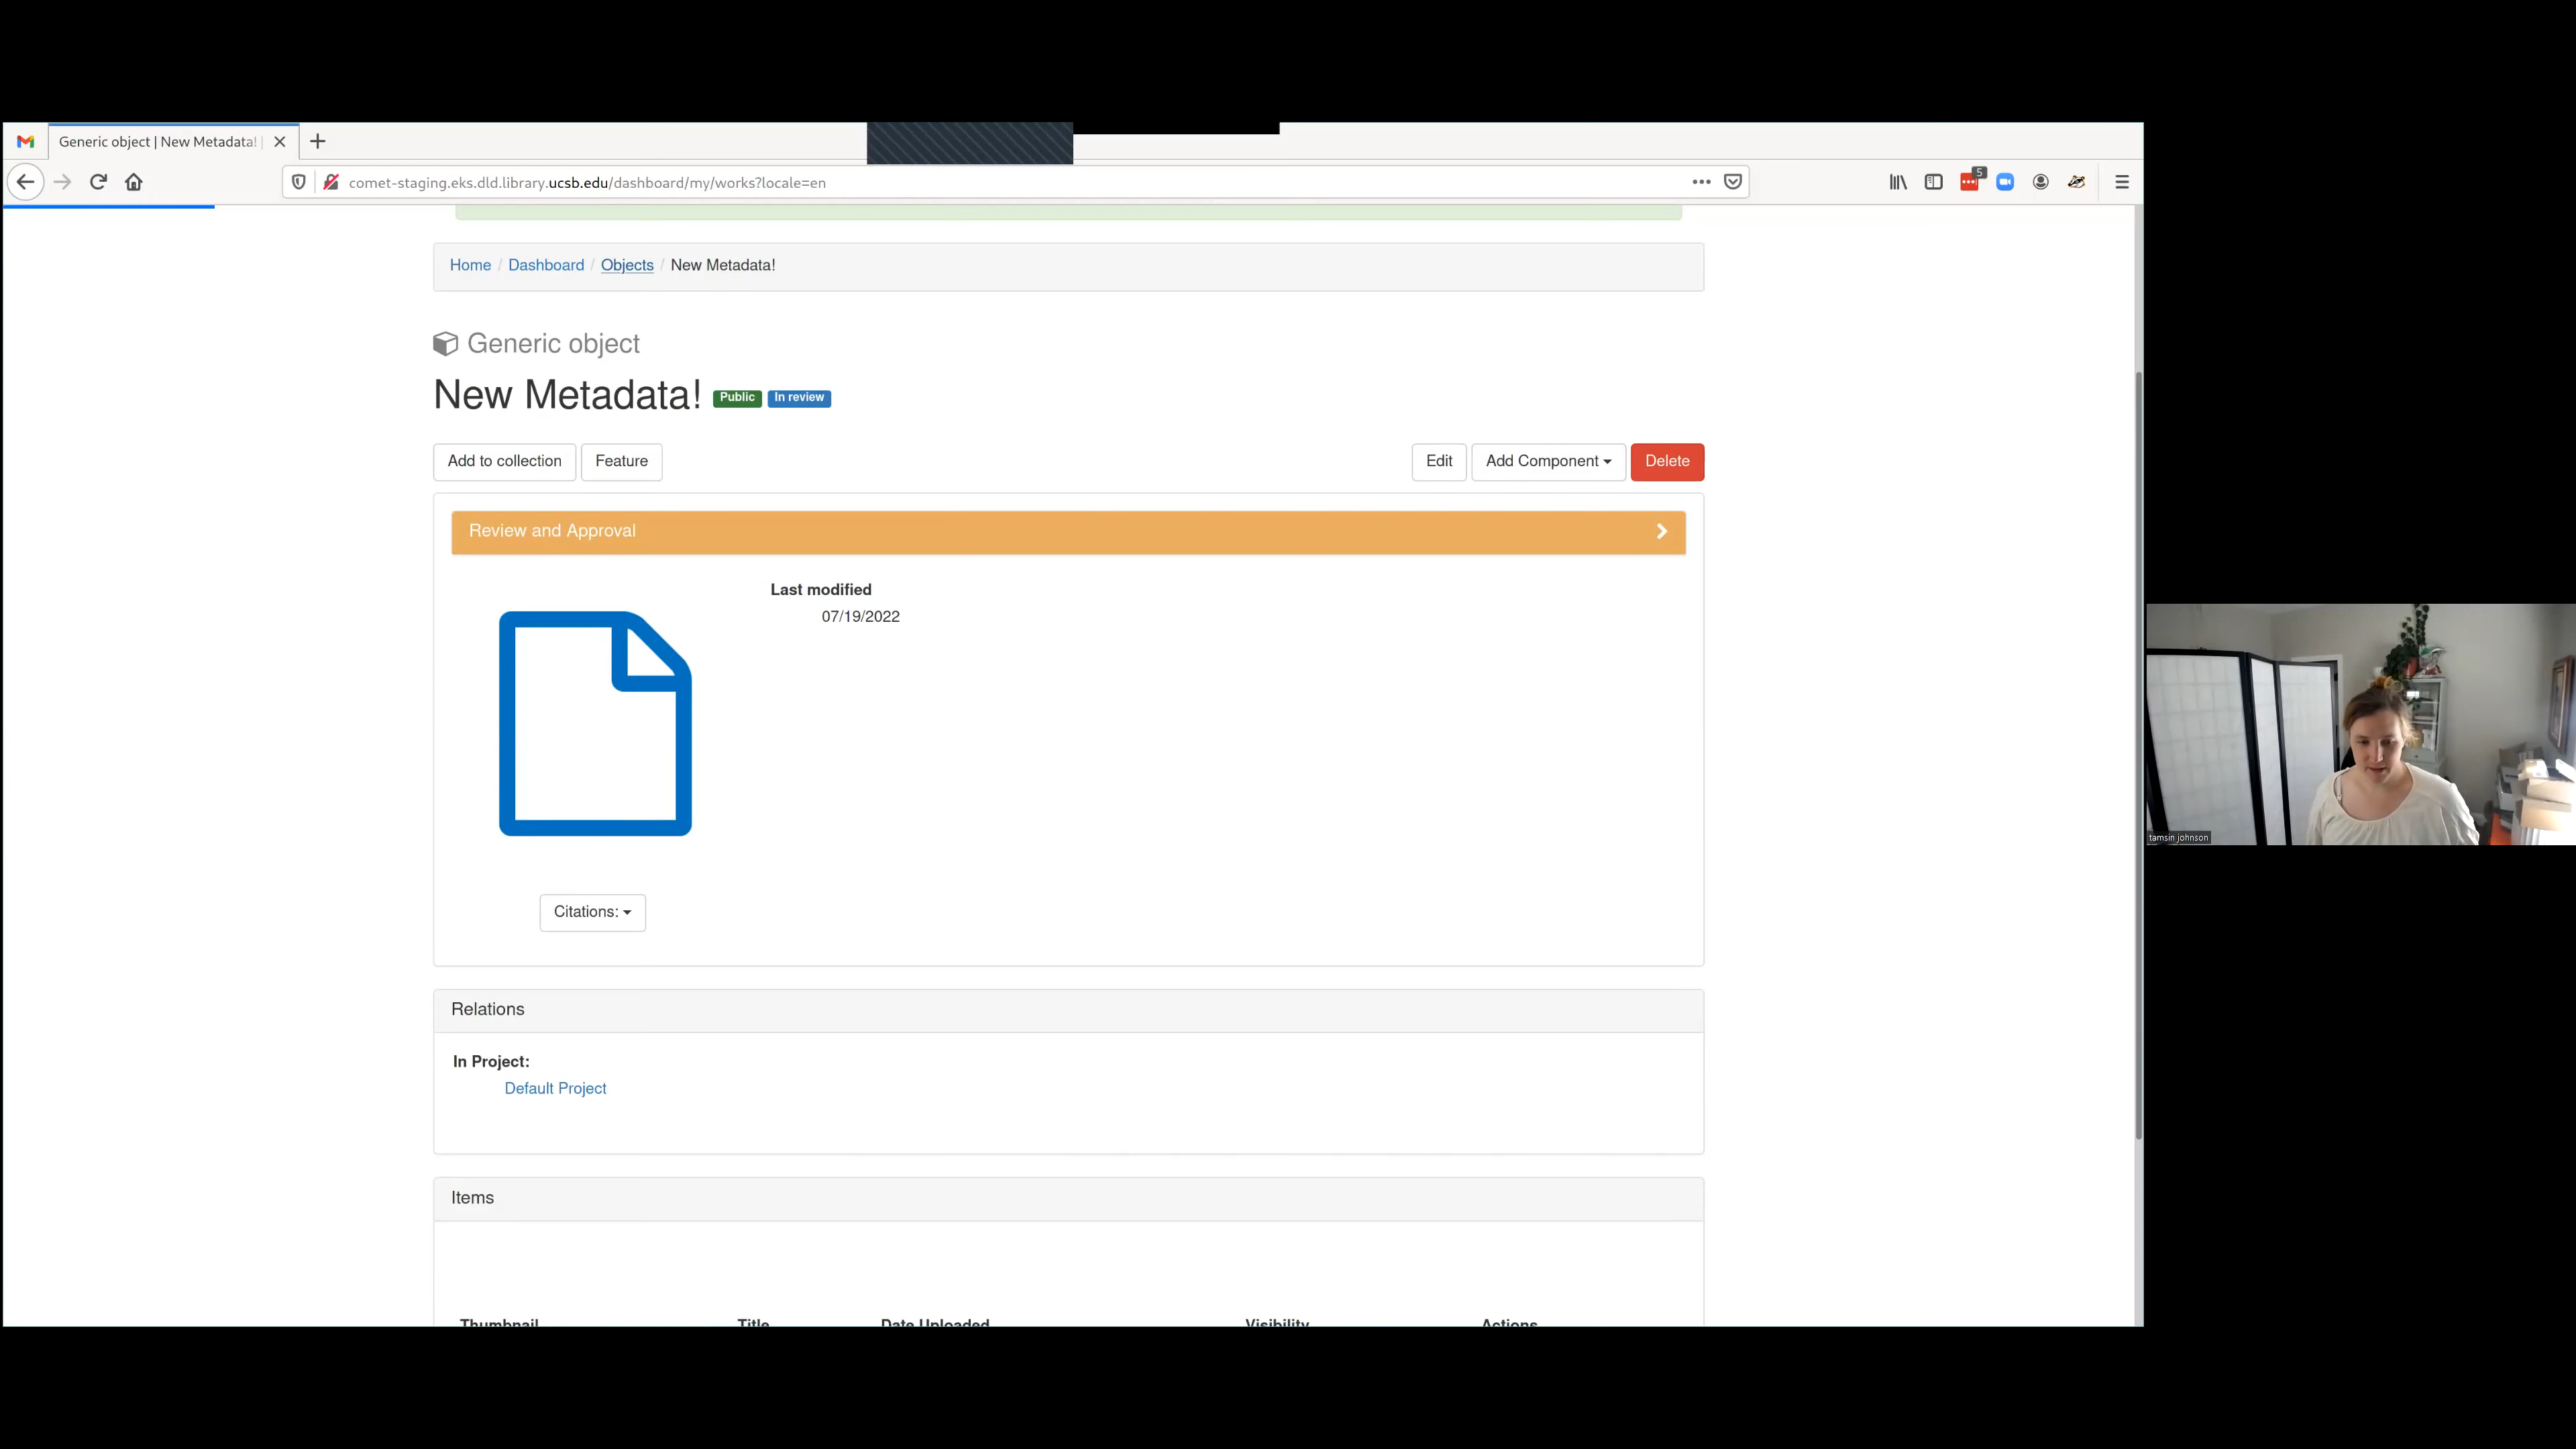 Generic object | New Metadata! |
comet-staging.eks.dld.library.ucsb.edu/dashboard/my/works?locale=en
5
Home / Dashboard / Objects / New Metadata!
Generic object
New Metadata! Public In review
Add to collection Feature Edit Add Component Delete
Review and Approval
Last modified
07/19/2022
Citations:
Relations
In Project:
Default Project
Items
Thumbnail Title Date Uploaded Visibility Actions
tamsin johnson